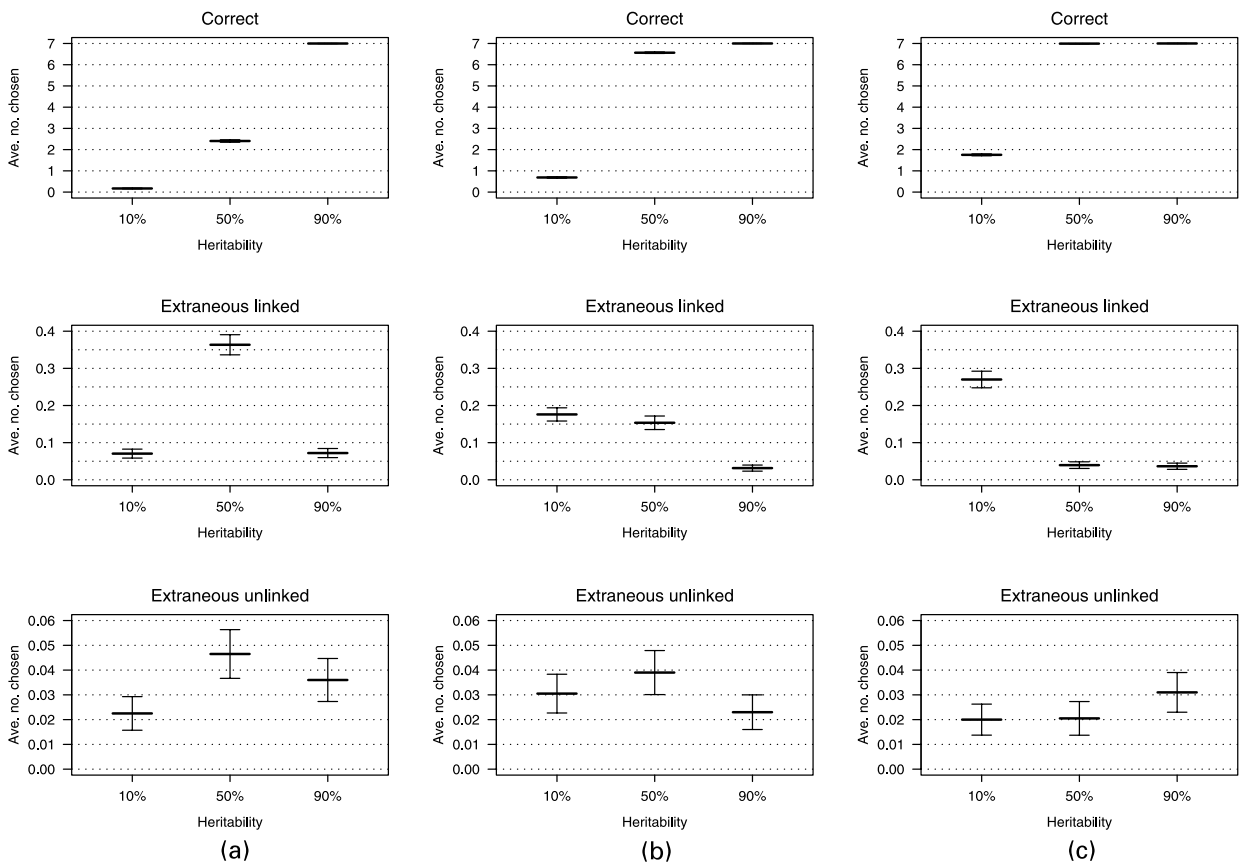 Correct
Ave. no. chosen
7
6
5
4
3
2
1
0
10% 50% 90%
Heritability
Correct
Ave. no. chosen
7
6
5
4
3
2
1
0
10% 50% 90%
Heritability
Correct
Ave. no. chosen
7
6
5
4
3
2
1
0
10% 50% 90%
Heritability
Extraneous linked
Ave. no. chosen
0.4
0.3
0.2
0.1
0.0
10% 50% 90%
Heritability
Extraneous linked
Ave. no. chosen
0.4
0.3
0.2
0.1
0.0
10% 50% 90%
Heritability
Extraneous linked
Ave. no. chosen
0.4
0.3
0.2
0.1
0.0
10% 50% 90%
Heritability
Extraneous unlinked
Ave. no. chosen
0.06
0.05
0.04
0.03
0.02
0.01
0.00
10% 50% 90%
Heritability
(a)
Extraneous unlinked
Ave. no. chosen
0.06
0.05
0.04
0.03
0.02
0.01
0.00
10% 50% 90%
Heritability
(b)
Extraneous unlinked
Ave. no. chosen
0.06
0.05
0.04
0.03
0.02
0.01
0.00
10% 50% 90%
Heritability
(c)